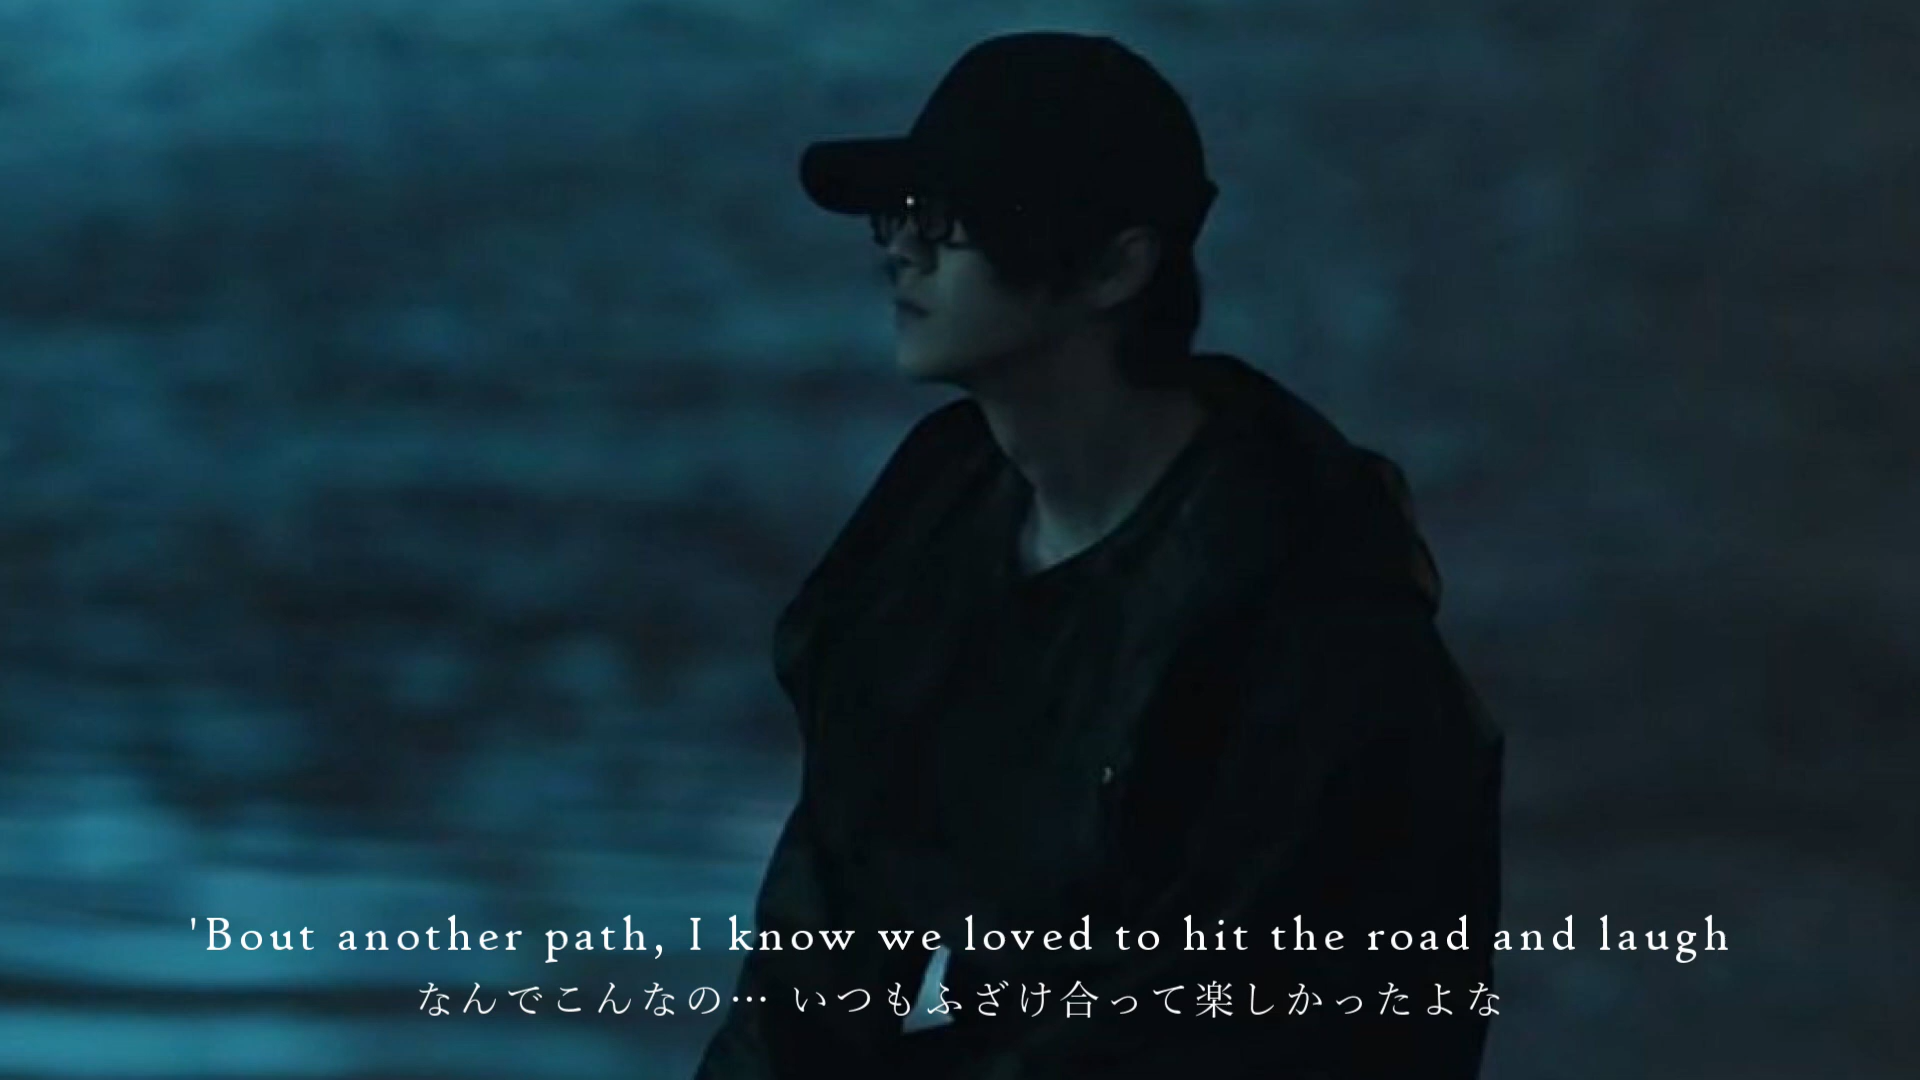 'Bout another path, I know we loved to hit the road and laugh
なんでこんなの… いつもふざけ合って楽しかったよな